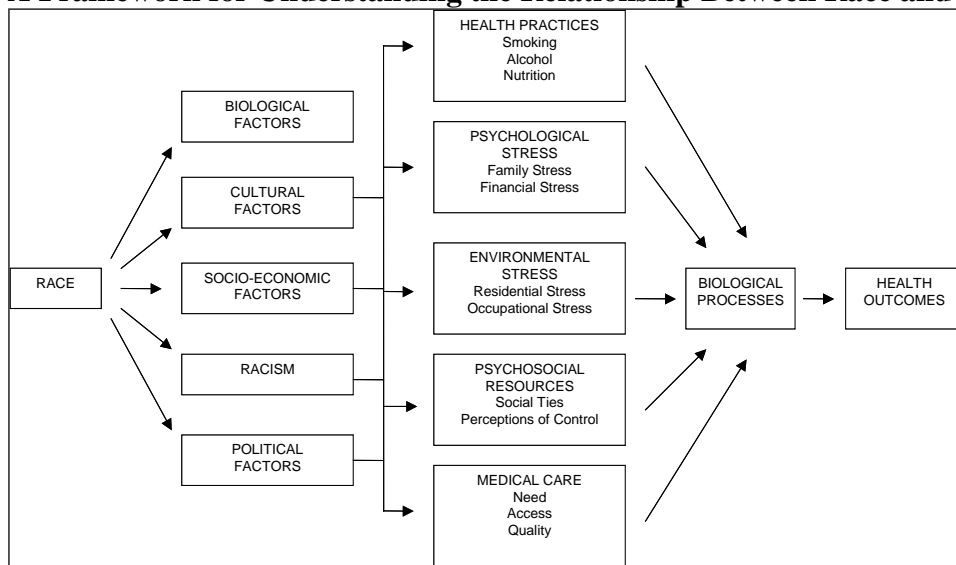 A Framework for Understanding the Relationship Between Race and
HEALTH PRACTICES
Smoking
Alcohol
Nutrition
BIOLOGICAL
FACTORS
PSYCHOLOGICAL
STRESS
Family Stress
Financial Stress
CULTURAL
FACTORS
RACE
SOCIO-ECONOMIC
FACTORS
ENVIRONMENTAL
STRESS
Residential Stress
Occupational Stress
BIOLOGICAL
PROCESSES
HEALTH
OUTCOMES
RACISM
PSYCHOSOCIAL
RESOURCES
Social Ties
Perceptions of Control
POLITICAL
FACTORS
MEDICAL CARE
Need
Access
Quality